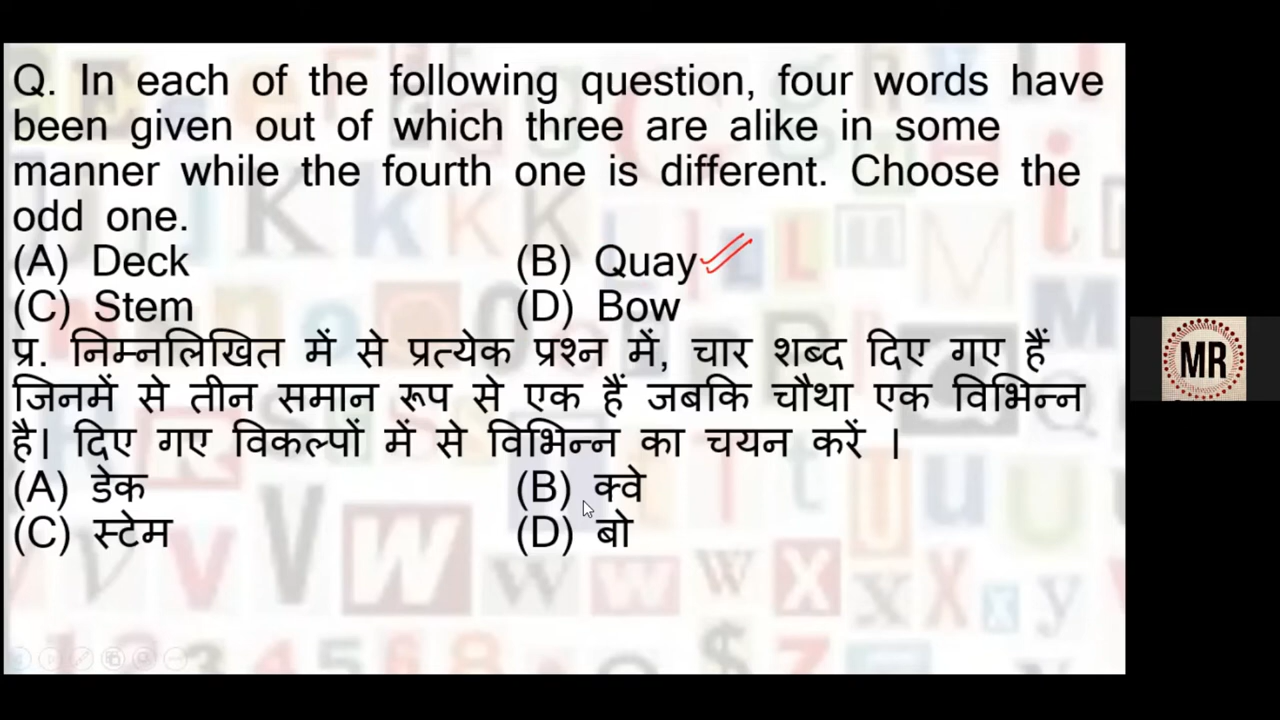 Q. In each of the following question, four words have
been given out of which three are alike in some
manner while the fourth one is different. Choose the
odd one.
(A) Deck (B) Quay
(C) Stem (D) Bow
प्र. निम्नलिखित में से प्रत्येक प्रश्न में, चार शब्द दिए गए हैं
जिनमें से तीन समान रूप से एक हैं जबकि चौथा एक विभिन्न
है। दिए गए विकल्पों में से विभिन्न का चयन करें ।
(A) डेक (B) क्वे
(C) स्टेम (D) बो
MR